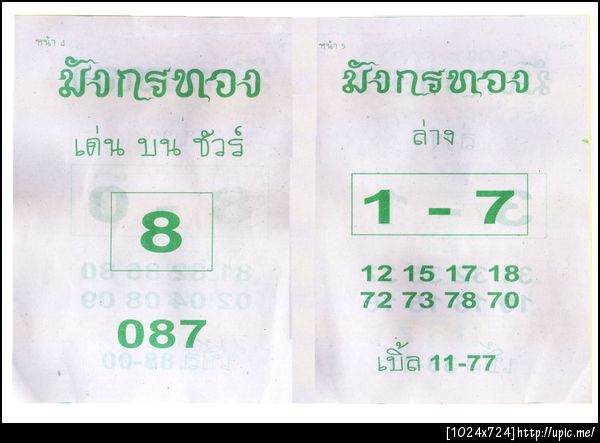 หน้า 4
มังกรทอง
เด่น บน ชัวร์
8
087
หน้า 5
มังกรทอง
ล่าง
1 - 7
12 15 17 18
72 73 78 70
เบิ้ล 11-77
[1024x724]http://upic.me/